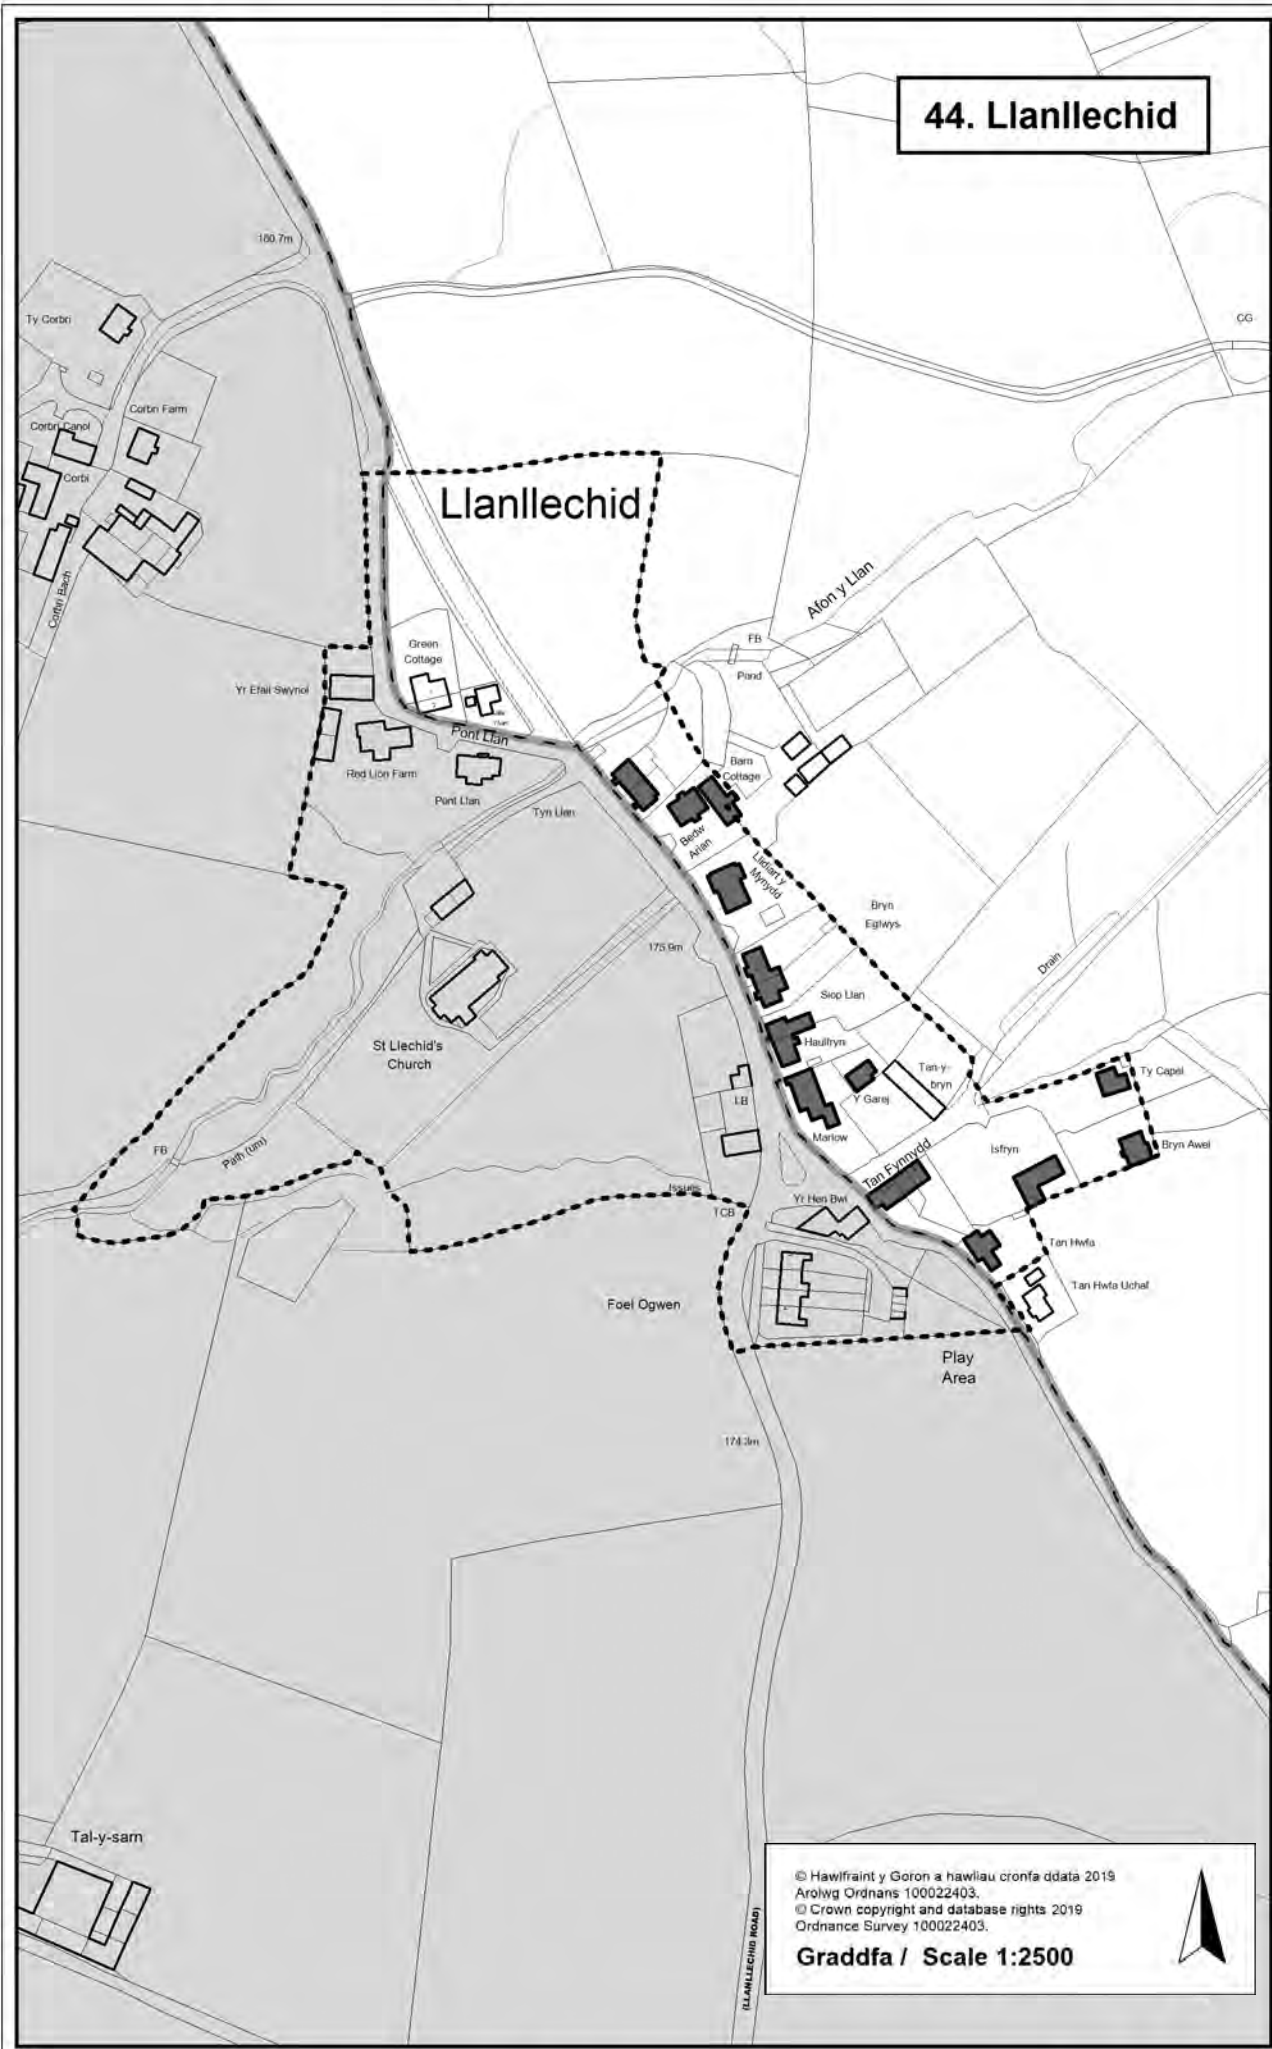 44. Llanllechid
180.7m
CG
Ty Corbri
Corbri Farm
Corbri Canol
Corbi
Corbri Bach
Llanllechid
Afon y Llan
Green
Cottage
FB
Pond
Yr Efail Swynol
Pont Llan
Red Lion Farm
Pont Llan
Tyn Llan
Barn
Cottage
Bedw
Arian
Llidiart y
Mynydd
Bryn
Eglwys
175.9m
Drain
Siop Llan
St Llechid's
Church
Haulfryn
Tan-y-
bryn
Ty Capel
LB
Y Garej
Marlow
Isfryn
Bryn Awel
FB
Path (um)
Tan Fynnydd
Issues
Yr Hen Bwl
TCB
Tan Hwfa
Tan Hwfa Uchaf
Foel Ogwen
Play
Area
174.3m
Tal-y-sarn
(LLANLLECHID ROAD)
© Hawlfraint y Goron a hawliau cronfa ddata 2019
Arolwg Ordnans 100022403.
© Crown copyright and database rights 2019
Ordnance Survey 100022403.
Graddfa / Scale 1:2500